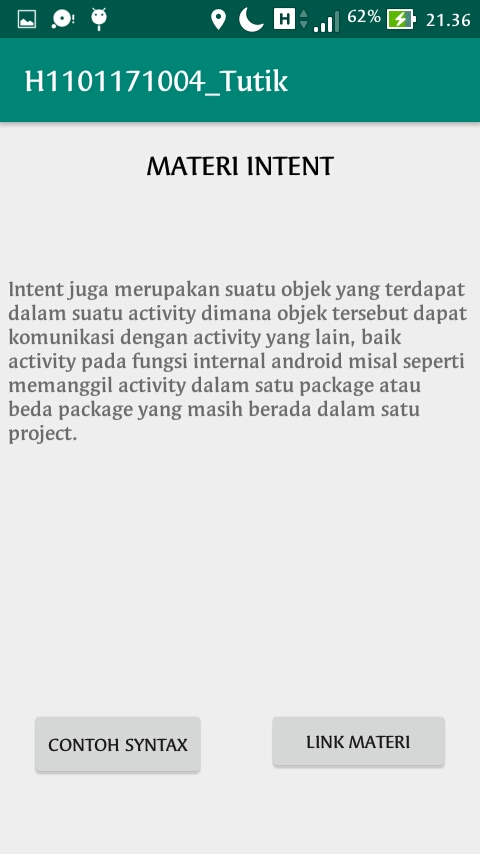 H 62% 21.36
H1101171004_Tutik
MATERI INTENT
Intent juga merupakan suatu objek yang terdapat
dalam suatu activity dimana objek tersebut dapat
komunikasi dengan activity yang lain, baik
activity pada fungsi internal android misal seperti
memanggil activity dalam satu package atau
beda package yang masih berada dalam satu
project.
CONTOH SYNTAX
LINK MATERI